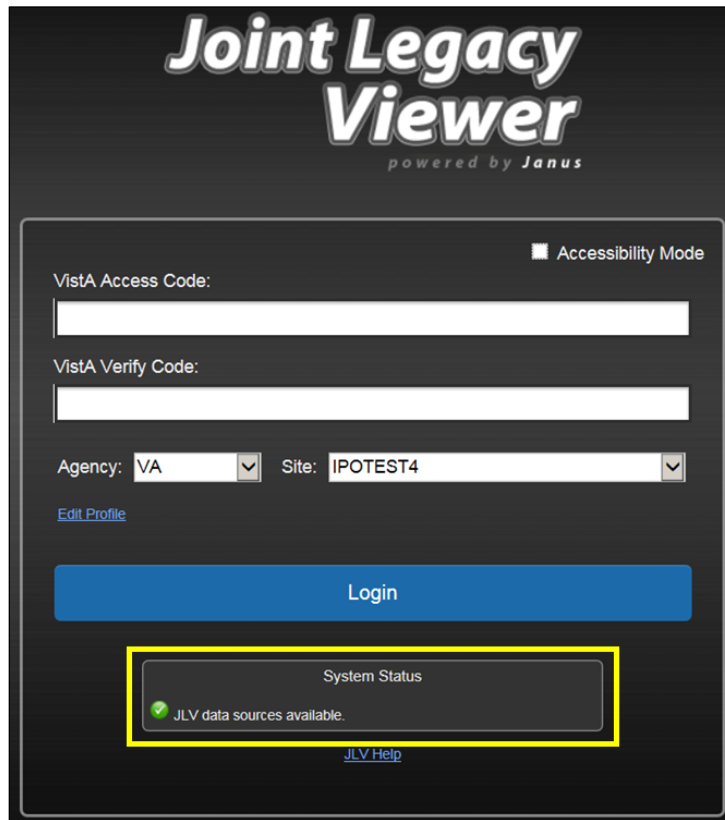 Joint Legacy
Viewer
powered by Janus
Accessibility Mode
VistA Access Code:
VistA Verify Code:
Agency: VA Site: IPOTEST4
Edit Profile
Login
System Status
JLV data sources available.
JLV Help